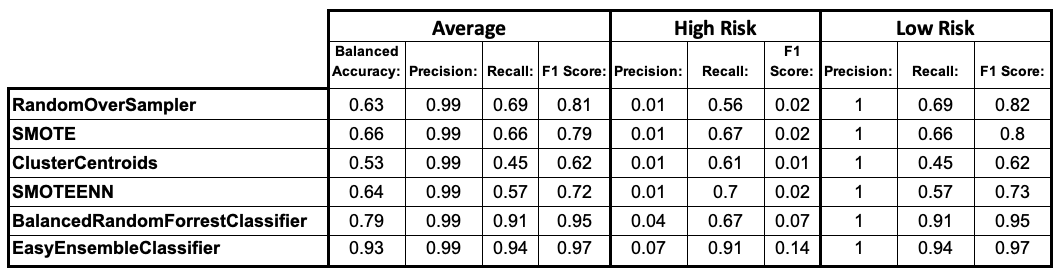 Average High Risk Low Risk
Balanced Accuracy: Precision: Recall: F1 Score: Precision: Recall: F1 Score: Precision: Recall: F1 Score:
RandomOverSampler 0.63 0.99 0.69 0.81 0.01 0.56 0.02 1 0.69 0.82
SMOTE 0.66 0.99 0.66 0.79 0.01 0.67 0.02 1 0.66 0.8
ClusterCentroids 0.53 0.99 0.45 0.62 0.01 0.61 0.01 1 0.45 0.62
SMOTEENN 0.64 0.99 0.57 0.72 0.01 0.7 0.02 1 0.57 0.73
BalancedRandomForrestClassifier 0.79 0.99 0.91 0.95 0.04 0.67 0.07 1 0.91 0.95
EasyEnsembleClassifier 0.93 0.99 0.94 0.97 0.07 0.91 0.14 1 0.94 0.97